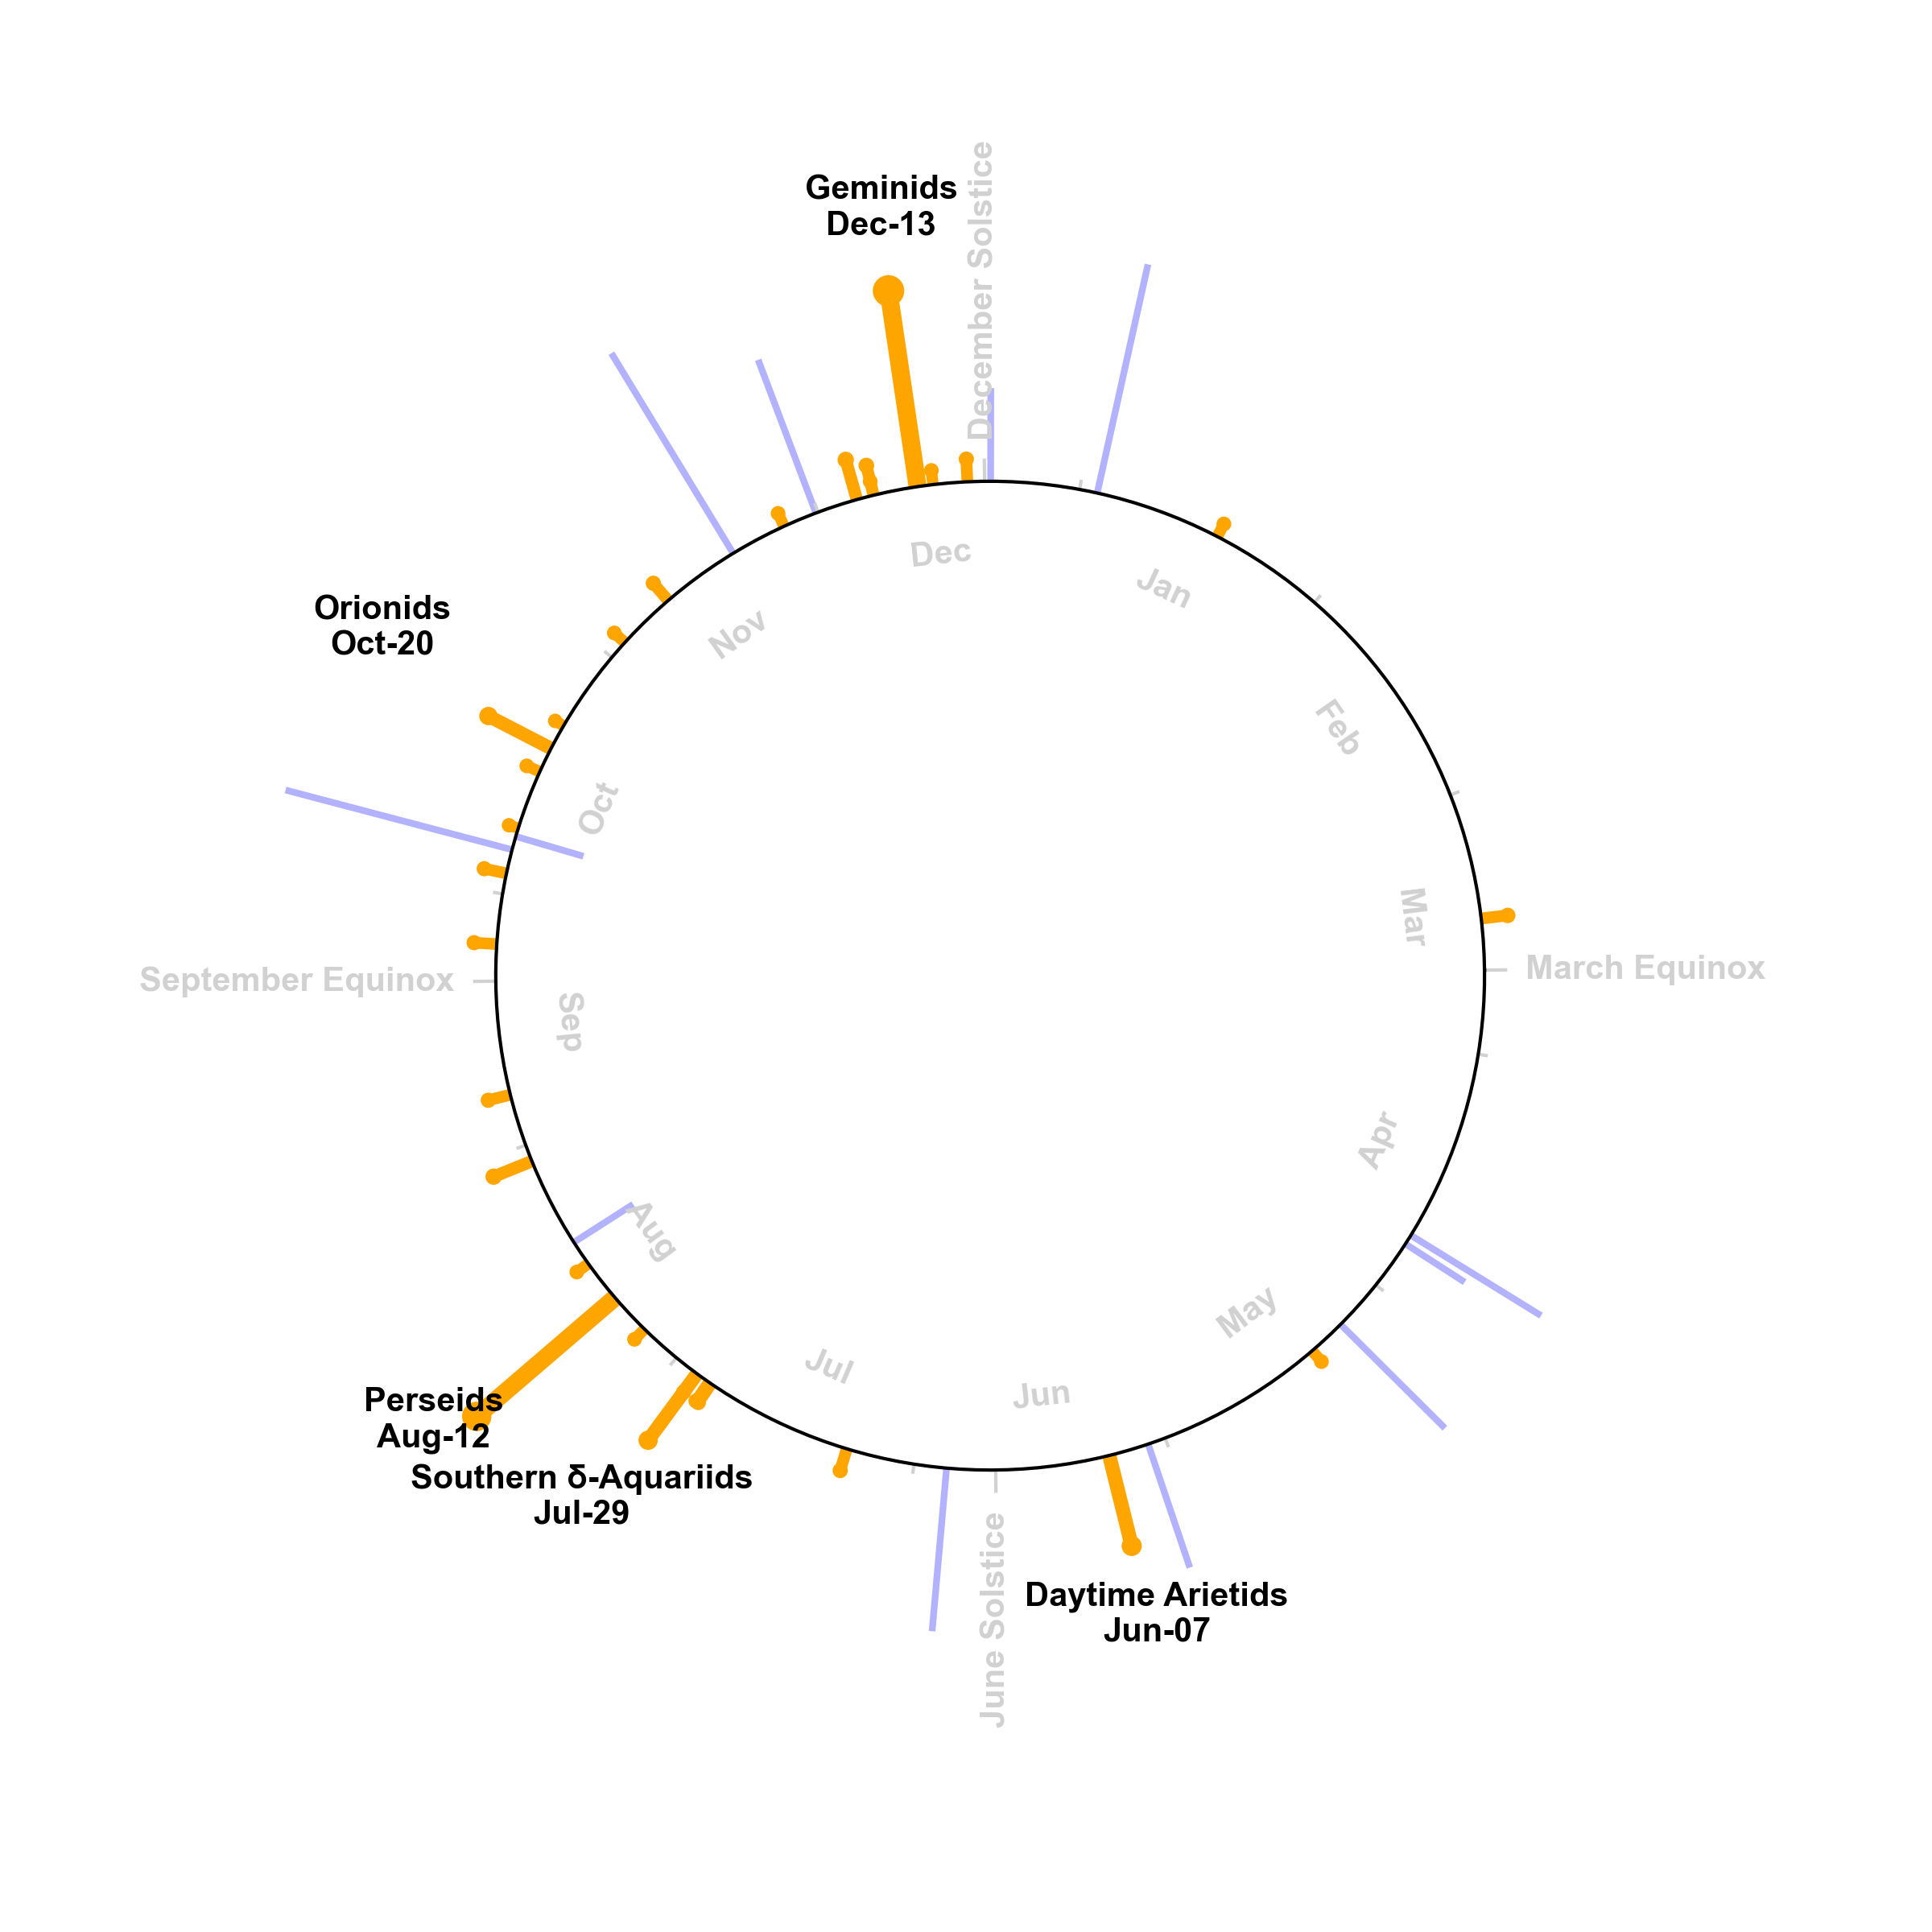 December Solstice
Geminids
Dec-13
Dec
Jan
Nov
Orionids
Oct-20
Feb
Oct
Mar
September Equinox
March Equinox
Sep
Apr
Aug
May
Jul
Jun
Perseids
Aug-12
Southern δ-Aquariids
Jul-29
June Solstice
Daytime Arietids
Jun-07